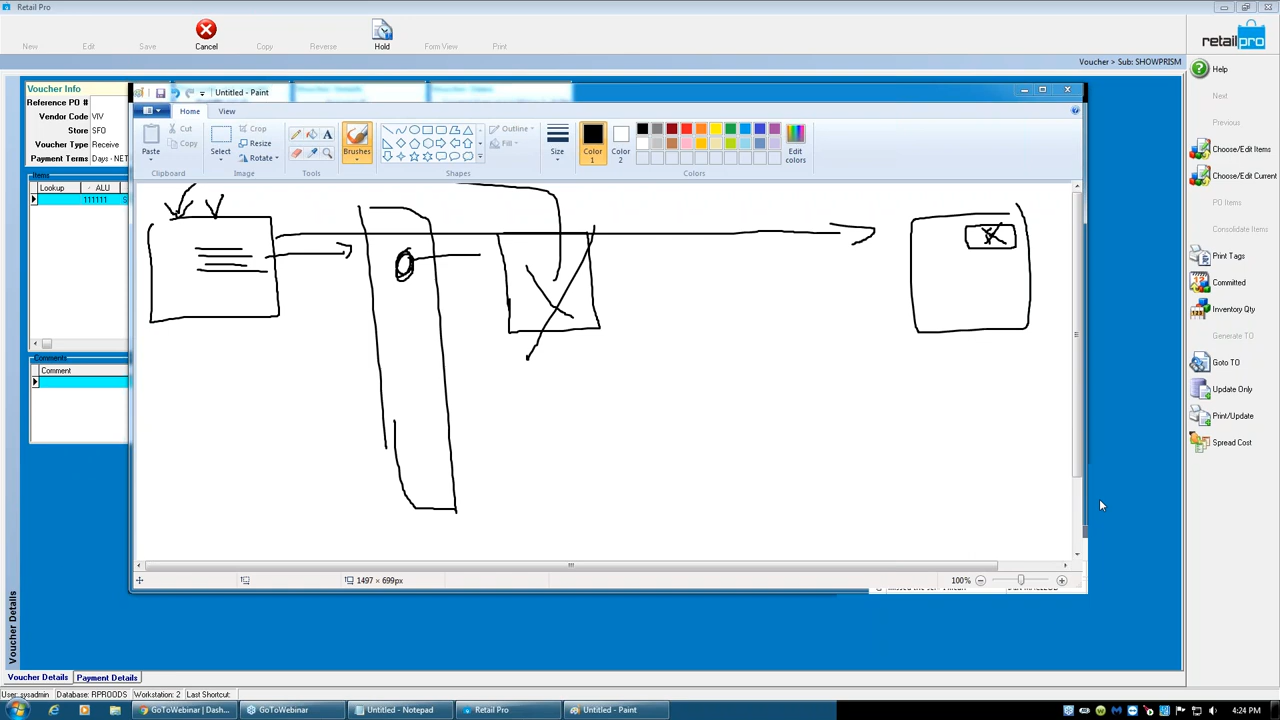 Retail Pro
New Edit Save Cancel Copy Reverse Hold Form View Print
retailpro
Voucher > Sub: SHOWPRISM
Voucher Info
Reference PO #
Vendor Code VIV
Store SFO
Voucher Type Receive
Payment Terms Days - NET
Items
Lookup ALU
111111 S
Comments
Comment
Untitled - Paint
Home View
Paste
Cut
Copy
Clipboard
Select
Crop
Resize
Rotate
Image
Tools
Brushes
Outline
Fill
Shapes
Size
Color 1
Color 2
Edit colors
Colors
1497 × 699px
100%
Help
Next
Previous
Choose/Edit Items
Choose/Edit Current
PO Items
Consolidate Items
Print Tags
Committed
Inventory Qty
Generate TO
Goto TO
Update Only
Print/Update
Spread Cost
Voucher Details
Voucher Details Payment Details
User: sysadmin Database: RPROODS Workstation: 2 Last Shortcut:
GoToWebinar | Dash... GoToWebinar Untitled - Notepad Retail Pro Untitled - Paint 4:24 PM